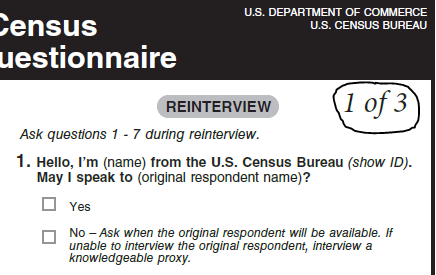 U.S. DEPARTMENT OF COMMERCE
U.S. CENSUS BUREAU
Census
uestionnaire
REINTERVIEW
1 of 3
Ask questions 1 - 7 during reinterview.
1. Hello, I'm (name) from the U.S. Census Bureau (show ID).
May I speak to (original respondent name)?
Yes
No – Ask when the original respondent will be available. If
unable to interview the original respondent, interview a
knowledgeable proxy.